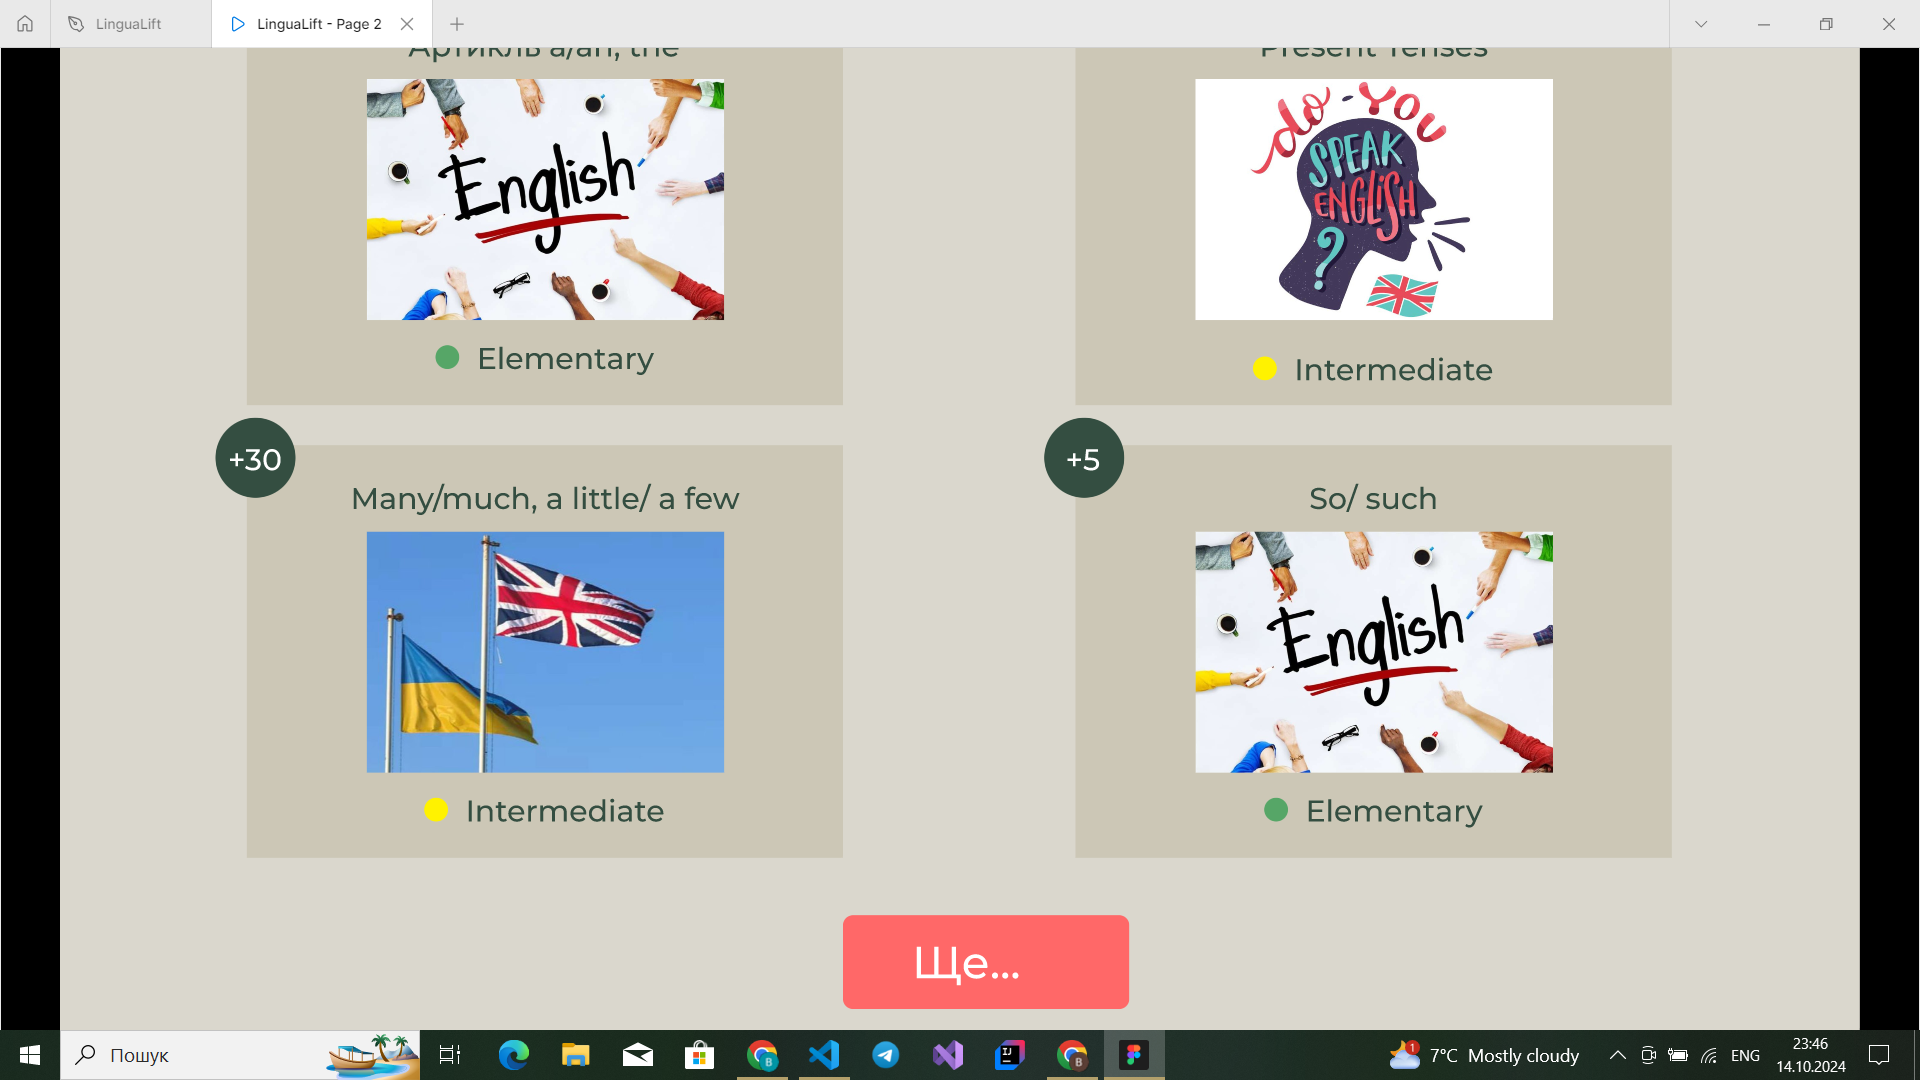 LinguaLift
LinguaLift - Page 2
Артикль a/an, the
Present Tenses
English
do you
SPEAK
ENGLISH
?
Elementary
Intermediate
+30
+5
Many/much, a little/ a few
So/ such
English
Intermediate
Elementary
Ще...
Пошук
1
7°C Mostly cloudy
ENG
23:46
14.10.2024